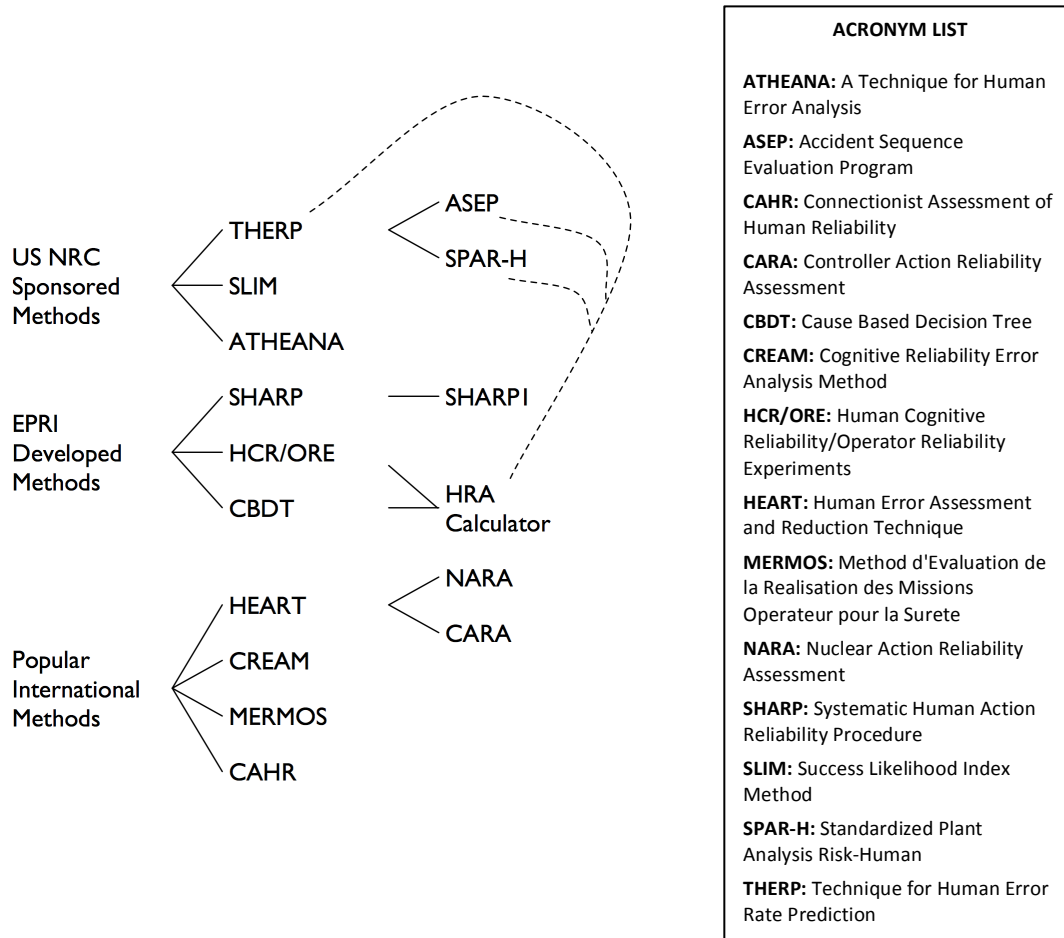 US NRC
Sponsored
Methods
THERP
SLIM
ATHEANA
ASEP
SPAR-H
EPRI
Developed
Methods
SHARP
HCR/ORE
CBDT
SHARP1
HRA
Calculator
Popular
International
Methods
HEART
CREAM
MERMOS
CAHR
NARA
CARA
ACRONYM LIST
ATHEANA: A Technique for Human
Error Analysis
ASEP: Accident Sequence
Evaluation Program
CAHR: Connectionist Assessment of
Human Reliability
CARA: Controller Action Reliability
Assessment
CBDT: Cause Based Decision Tree
CREAM: Cognitive Reliability Error
Analysis Method
HCR/ORE: Human Cognitive
Reliability/Operator Reliability
Experiments
HEART: Human Error Assessment
and Reduction Technique
MERMOS: Method d'Evaluation de
la Realisation des Missions
Operateur pour la Surete
NARA: Nuclear Action Reliability
Assessment
SHARP: Systematic Human Action
Reliability Procedure
SLIM: Success Likelihood Index
Method
SPAR-H: Standardized Plant
Analysis Risk-Human
THERP: Technique for Human Error
Rate Prediction